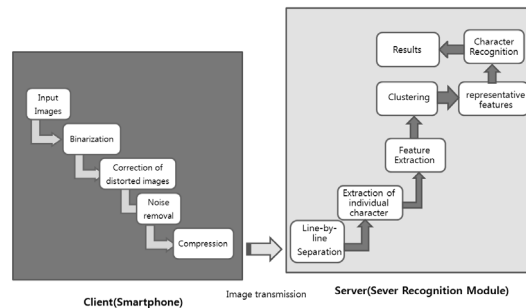 Input
Images
Binarization
Correction of
distorted images
Noise
removal
Compression
Client(Smartphone)
Image transmission
Line-by-
line
Separation
Extraction of
individual
character
Feature
Extraction
Clustering
representative
features
Character
Recognition
Results
Server(Sever Recognition Module)